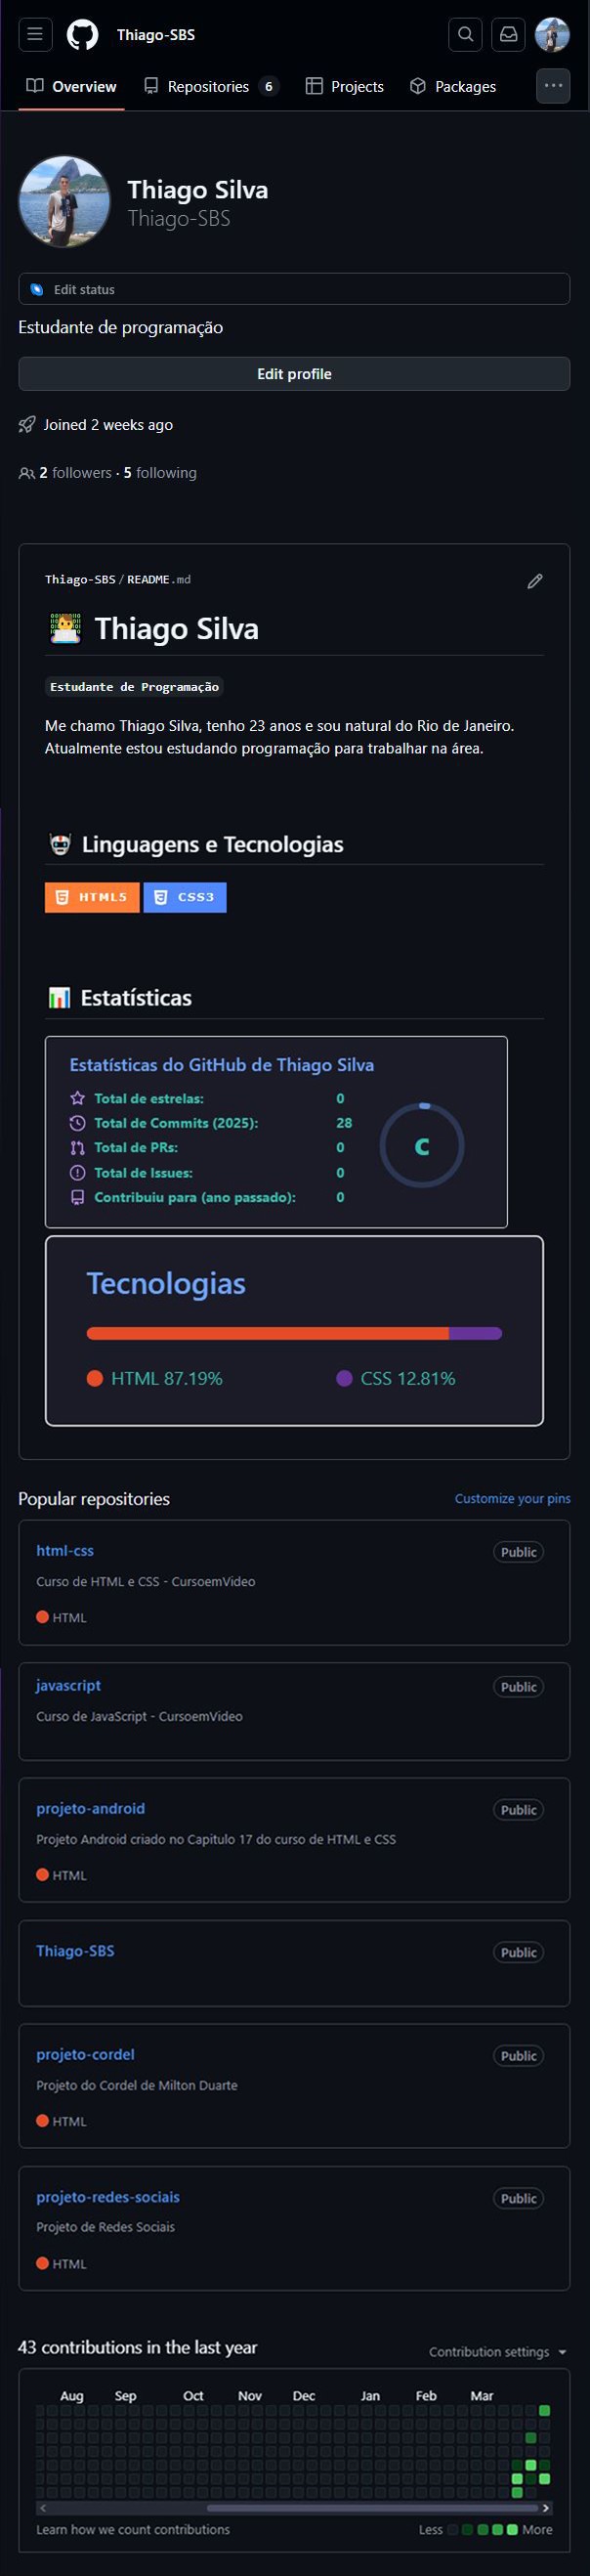 Thiago-SBS
Overview Repositories 6 Projects Packages
Thiago Silva
Thiago-SBS
Edit status
Estudante de programação
Edit profile
Joined 2 weeks ago
2 followers · 5 following
Thiago-SBS / README.md
Thiago Silva
Estudante de Programação
Me chamo Thiago Silva, tenho 23 anos e sou natural do Rio de Janeiro.
Atualmente estou estudando programação para trabalhar na área.
Linguagens e Tecnologias
HTML5 CSS3
Estatísticas
Estatísticas do GitHub de Thiago Silva
Total de estrelas: 0
Total de Commits (2025): 28
Total de PRs: 0
Total de Issues: 0
Contribuiu para (ano passado): 0
C
Tecnologias
HTML 87.19% CSS 12.81%
Popular repositories Customize your pins
html-css Public
Curso de HTML e CSS - CursoemVideo
HTML
javascript Public
Curso de JavaScript - CursoemVideo
projeto-android Public
Projeto Android criado no Capitulo 17 do curso de HTML e CSS
HTML
Thiago-SBS Public
projeto-cordel Public
Projeto do Cordel de Milton Duarte
HTML
projeto-redes-sociais Public
Projeto de Redes Sociais
HTML
43 contributions in the last year Contribution settings
Aug Sep Oct Nov Dec Jan Feb Mar
Learn how we count contributions Less More